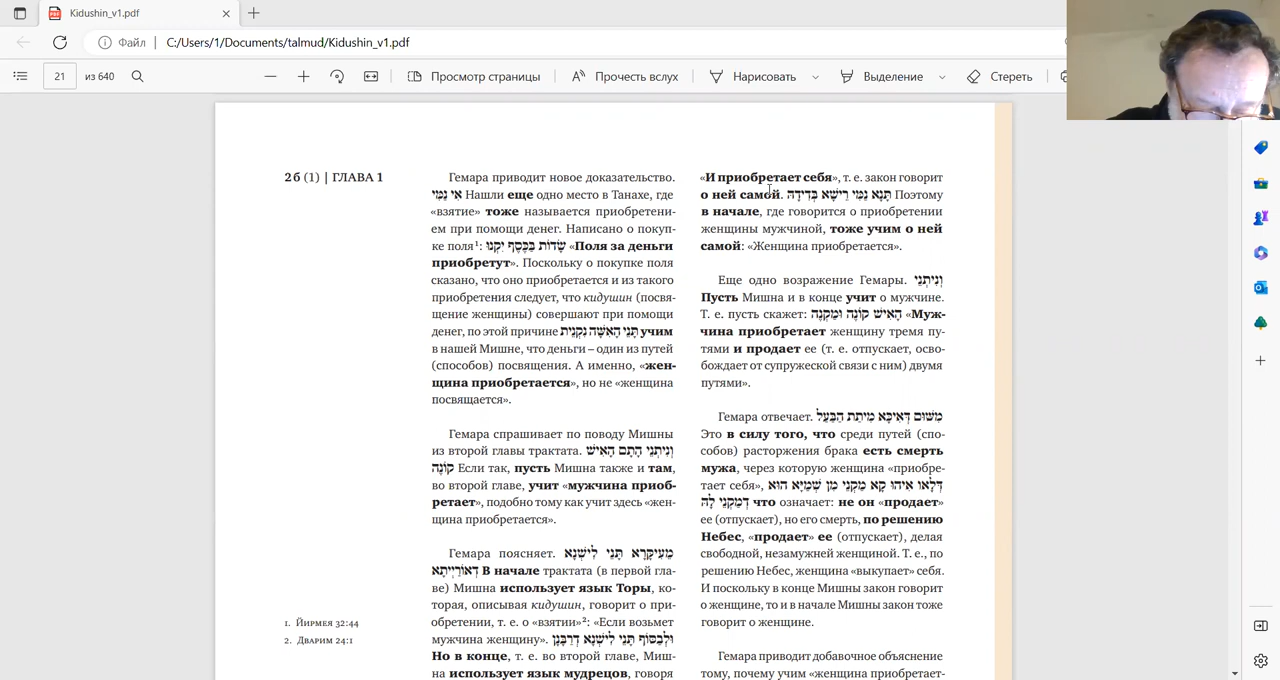 Kidushin_v1.pdf
Файл
C:/Users/1/Documents/talmud/Kidushin_v1.pdf
21 из 640
Просмотр страницы
Прочесть вслух
Нарисовать
Выделение
Стереть
2б (1) | ГЛАВА 1
Гемара приводит новое доказательство.
אִי נַמִּי Нашли еще одно место в Танахе, где
«взятие» тоже называется приобретени-
ем при помощи денег. Написано о покуп-
ке поля¹: שָׂדוֹת בַּכֶּסֶף יִקְנוּ «Поля за деньги
приобретут». Поскольку о покупке поля
сказано, что оно приобретается и из такого
приобретения следует, что кидушин (посвя-
щение женщины) совершают при помощи
денег, по этой причине תָּנֵי הָאִשָּׁה נִקְנֵית учим
в нашей Мишне, что деньги – один из путей
(способов) посвящения. А именно, «жен-
щина приобретается», но не «женщина
посвящается».
Гемара спрашивает по поводу Мишны
из второй главы трактата. וְנִיתְנֵי הָתָם הָאִישׁ
קוֹנֶה Если так, пусть Мишна также и там,
во второй главе, учит «мужчина приоб-
ретает», подобно тому как учит здесь «жен-
щина приобретается».
Гемара поясняет. מֵעִיקָּרָא תָּנֵי לִישָּׁנָא
דְאוֹרַיְיתָא В начале трактата (в первой гла-
ве) Мишна использует язык Торы, ко-
торая, описывая кидушин, говорит о при-
обретении, т. е. о «взятии»²: «Если возьмет
мужчина женщину». וּלְבַסּוֹף תָּנֵי לִישָּׁנָא דְרַבָּנַן
Но в конце, т. е. во второй главе, Миш-
на использует язык мудрецов, говоря
1. Йирмея 32:44
2. Дварим 24:1
«И приобретает себя», т. е. закон говорит
о ней самой. תָּנָא נַמִּי רֵישָׁא בְּדִידָהּ Поэтому
в начале, где говорится о приобретении
женщины мужчиной, тоже учим о ней
самой: «Женщина приобретается».
Еще одно возражение Гемары. וְנִיתְנֵי
Пусть Мишна и в конце учит о мужчине.
Т. е. пусть скажет: הָאִישׁ קוֹנֶה וּמַקְנֶה «Муж-
чина приобретает женщину тремя пу-
тями и продает ее (т. е. отпускает, осво-
бождает от супружеской связи с ним) двумя
путями».
Гемара отвечает. מִשּׁוּם דְּאִיכָּא מִיתַת הַבַּעַל
Это в силу того, что среди путей (спо-
собов) расторжения брака есть смерть
мужа, через которую женщина «приобре-
тает себя», דְּלָאו אִיהוּ קָא מַקְנֵי מִן שְׁמַיָּא הוּא
דְּמַקְנֵי לָהּ что означает: не он «продает»
ее (отпускает), но его смерть, по решению
Небес, «продает» ее (отпускает), делая
свободной, незамужней женщиной. Т. е., по
решению Небес, женщина «выкупает» себя.
И поскольку в конце Мишны закон говорит
о женщине, то и в начале Мишны закон тоже
говорит о женщине.
Гемара приводит добавочное объяснение
тому, почему учим «женщина приобретает-